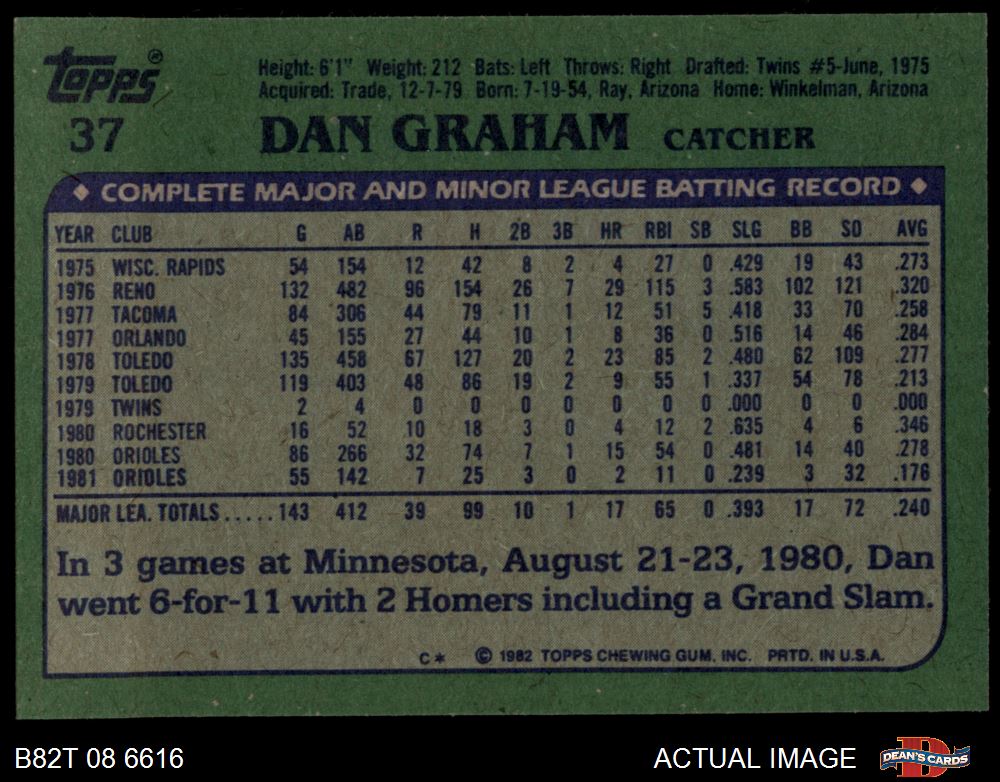 Topps®
37
Height: 6'1" Weight: 212 Bats: Left Throws: Right Drafted: Twins #5-June, 1975
Acquired: Trade, 12-7-79 Born: 7-19-54, Ray, Arizona Home: Winkelman, Arizona
DAN GRAHAM CATCHER
◆ COMPLETE MAJOR AND MINOR LEAGUE BATTING RECORD ◆
YEAR CLUB G AB R H 2B 3B HR RBI SB SLG BB SO AVG
1975 WISC. RAPIDS 54 154 12 42 8 2 4 27 0 .429 19 43 .273
1976 RENO 132 482 96 154 26 7 29 115 3 .583 102 121 .320
1977 TACOMA 84 306 44 79 11 1 12 51 5 .418 33 70 .258
1977 ORLANDO 45 155 27 44 10 1 8 36 0 .516 14 46 .284
1978 TOLEDO 135 458 67 127 20 2 23 85 2 .480 62 109 .277
1979 TOLEDO 119 403 48 86 19 2 9 55 1 .337 54 78 .213
1979 TWINS 2 4 0 0 0 0 0 0 0 .000 0 0 .000
1980 ROCHESTER 16 52 10 18 3 0 4 12 2 .635 4 6 .346
1980 ORIOLES 86 266 32 74 7 1 15 54 0 .481 14 40 .278
1981 ORIOLES 55 142 7 25 3 0 2 11 0 .239 3 32 .176
MAJOR LEA. TOTALS.....143 412 39 99 10 1 17 65 0 .393 17 72 .240
In 3 games at Minnesota, August 21-23, 1980, Dan
went 6-for-11 with 2 Homers including a Grand Slam.
C* © 1982 TOPPS CHEWING GUM, INC. PRTD. IN U.S.A.
B82T 08 6616
ACTUAL IMAGE
DEAN'S CARDS